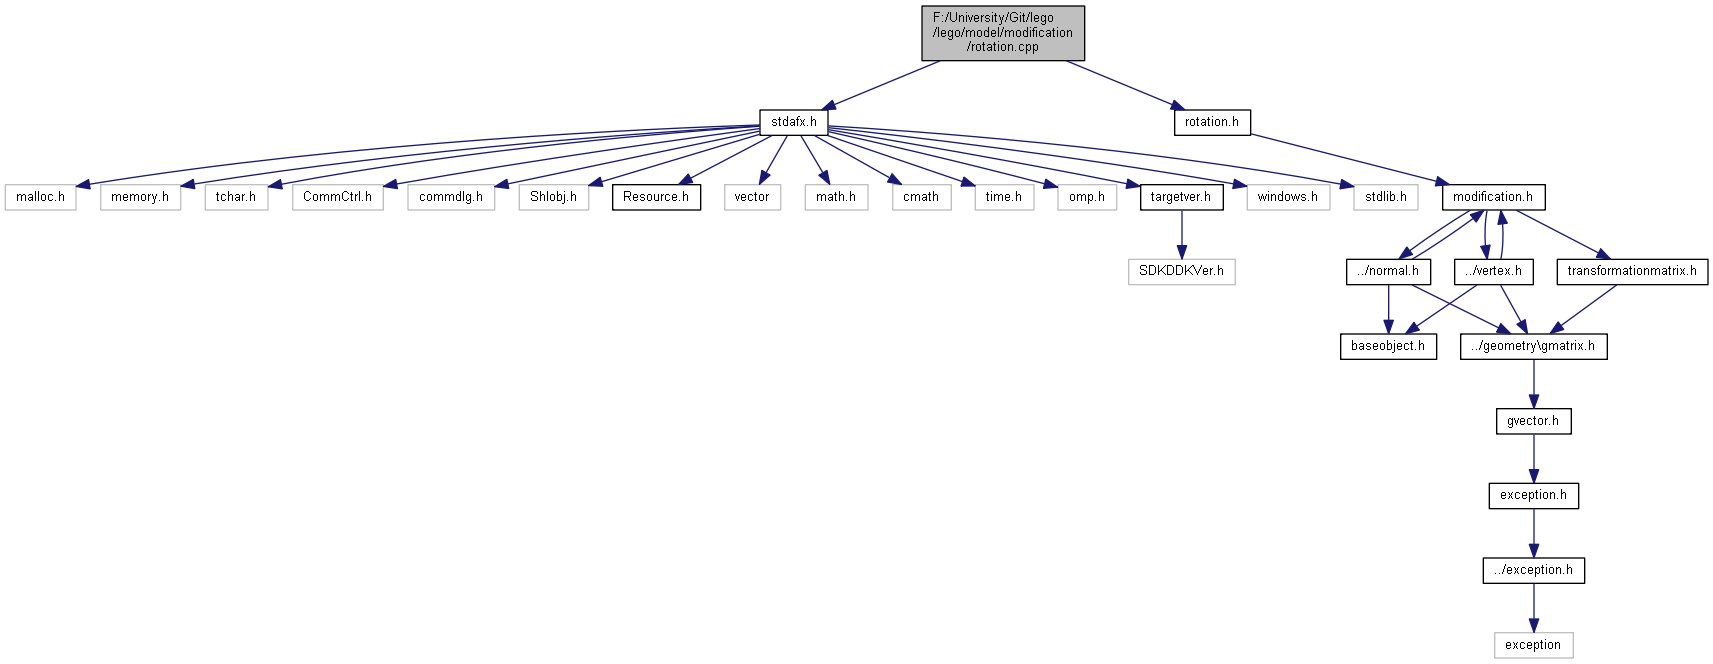 F:/University/Git/lego
/lego/model/modification
/rotation.cpp
stdafx.h
rotation.h
malloc.h
memory.h
tchar.h
CommCtrl.h
commdlg.h
Shlobj.h
Resource.h
vector
math.h
cmath
time.h
omp.h
targetver.h
windows.h
stdlib.h
modification.h
SDKDDKVer.h
../normal.h
../vertex.h
transformationmatrix.h
baseobject.h
../geometry\gmatrix.h
gvector.h
exception.h
../exception.h
exception